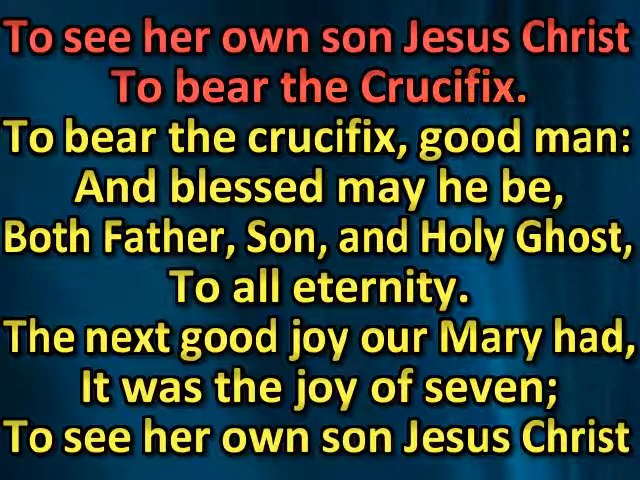 To see her own son Jesus Christ
To bear the Crucifix.
To bear the crucifix, good man:
And blessed may he be,
Both Father, Son, and Holy Ghost,
To all eternity.
The next good joy our Mary had,
It was the joy of seven;
To see her own son Jesus Christ